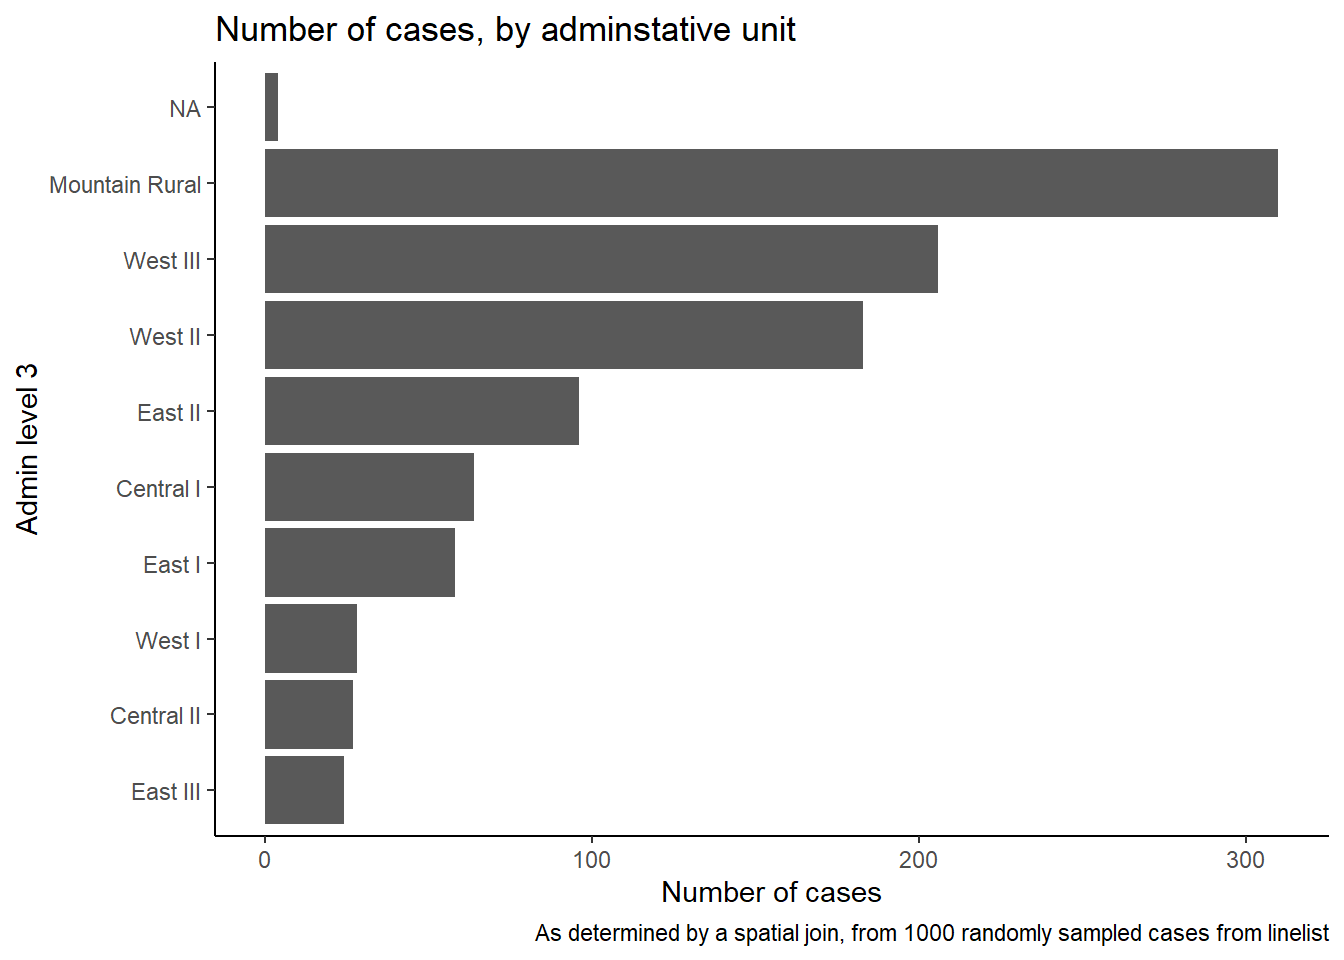 Number of cases, by adminstative unit
NA
Mountain Rural
West III
West II
East II
Central I
East I
West I
Central II
East III
Admin level 3
0 100 200 300
Number of cases
As determined by a spatial join, from 1000 randomly sampled cases from linelist